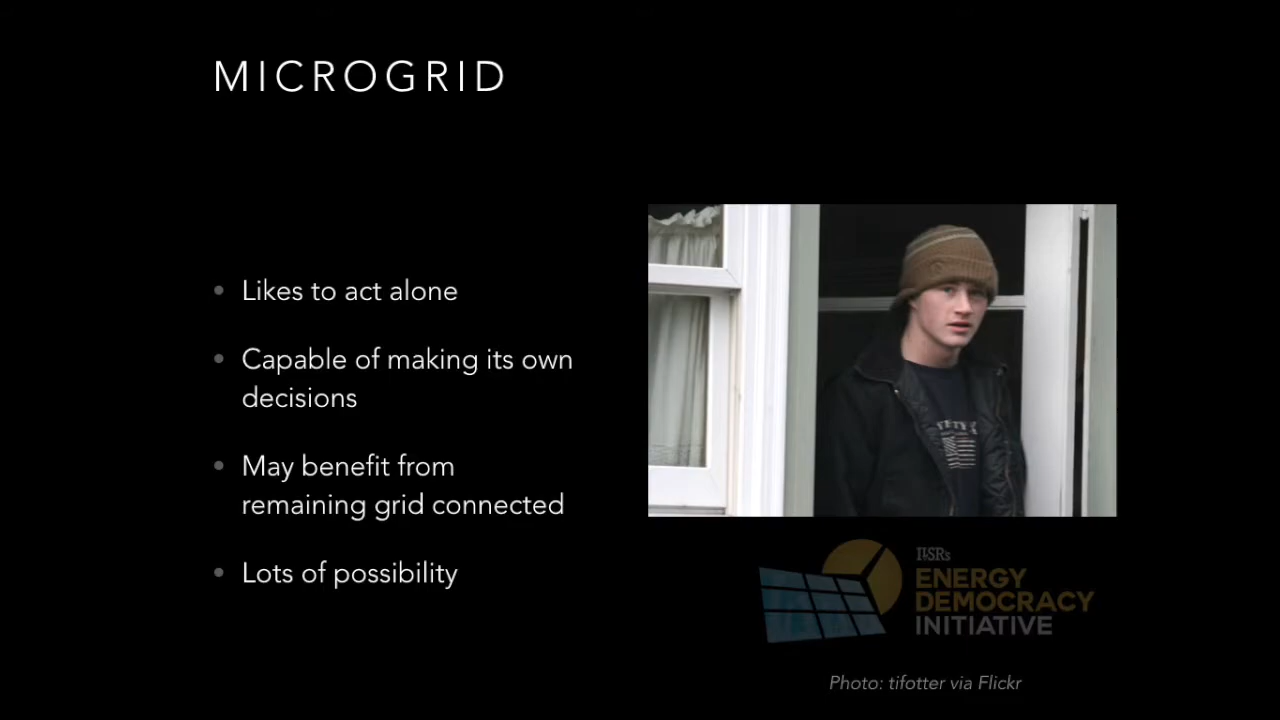 MICROGRID
Likes to act alone
Capable of making its own
decisions
May benefit from
remaining grid connected
Lots of possibility
ILSR's
ENERGY
DEMOCRACY
INITIATIVE
Photo: tifotter via Flickr